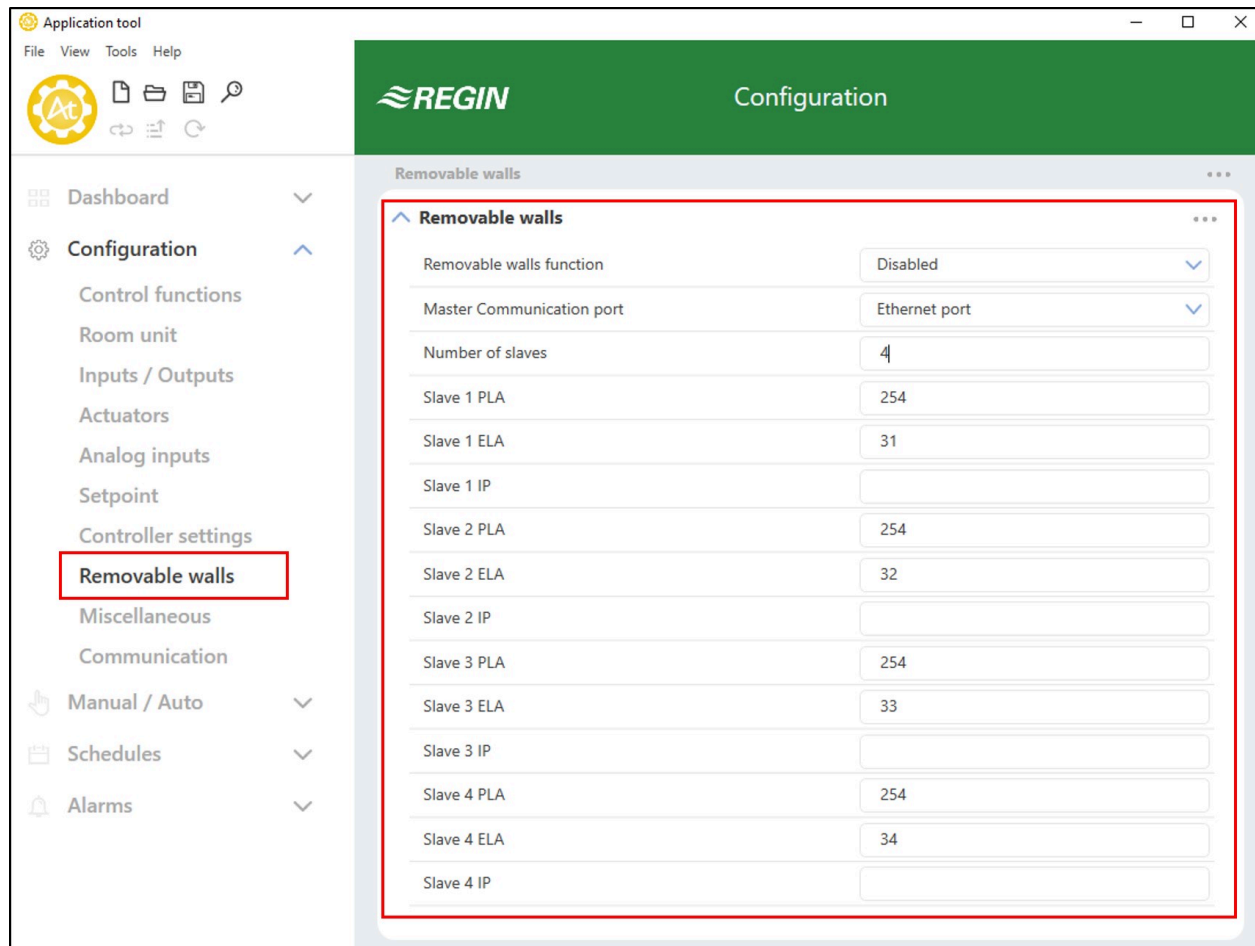 Application tool
File View Tools Help
At
REGIN
Configuration
Dashboard
Configuration
Control functions
Room unit
Inputs / Outputs
Actuators
Analog inputs
Setpoint
Controller settings
Removable walls
Miscellaneous
Communication
Manual / Auto
Schedules
Alarms
Removable walls
Removable walls
Removable walls function Disabled
Master Communication port Ethernet port
Number of slaves 4
Slave 1 PLA 254
Slave 1 ELA 31
Slave 1 IP
Slave 2 PLA 254
Slave 2 ELA 32
Slave 2 IP
Slave 3 PLA 254
Slave 3 ELA 33
Slave 3 IP
Slave 4 PLA 254
Slave 4 ELA 34
Slave 4 IP